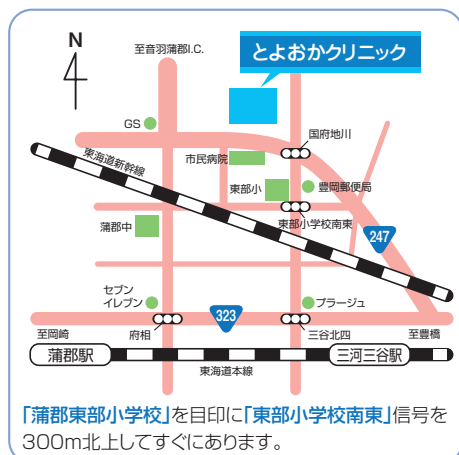 N
至音羽蒲郡I.C.
とよおかクリニック
GS
国府地川
東海道新幹線
市民病院
東部小
豊岡郵便局
蒲郡中
東部小学校南東
247
セブン
イレブン
323
プラージュ
至岡崎
府相
三谷北四
至豊橋
蒲郡駅
三河三谷駅
東海道本線
「蒲郡東部小学校」を目印に「東部小学校南東」信号を
300m北上してすぐにあります。